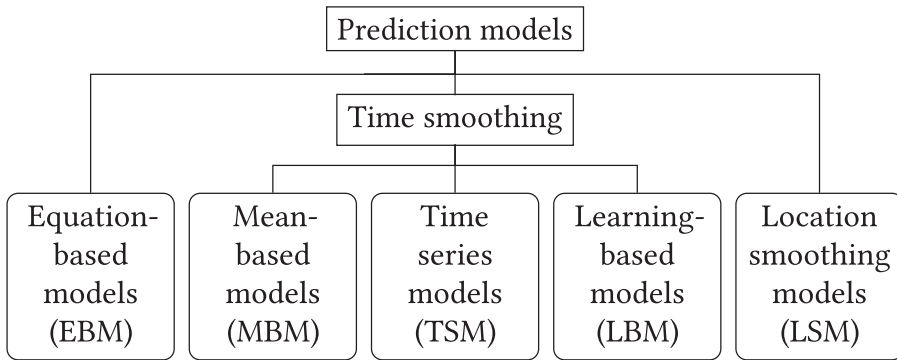 Prediction models
Time smoothing
Equation-
based
models
(EBM)
Mean-
based
models
(MBM)
Time
series
models
(TSM)
Learning-
based
models
(LBM)
Location
smoothing
models
(LSM)